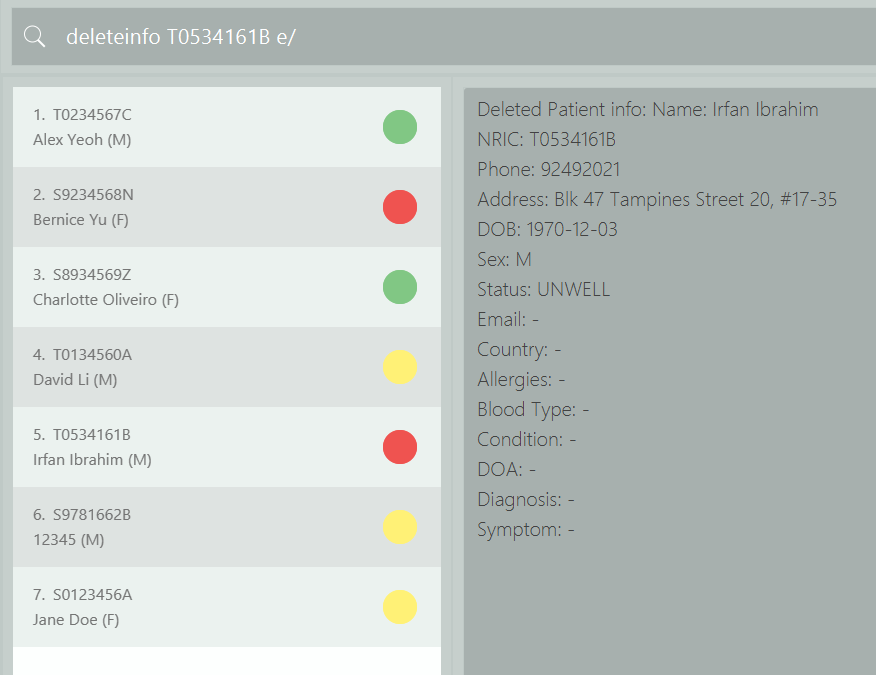 deleteinfo T0534161B e/
1. T0234567C
Alex Yeoh (M)
2. S9234568N
Bernice Yu (F)
3. S8934569Z
Charlotte Oliveiro (F)
4. T0134560A
David Li (M)
5. T0534161B
Irfan Ibrahim (M)
6. S9781662B
12345 (M)
7. S0123456A
Jane Doe (F)
Deleted Patient info: Name: Irfan Ibrahim
NRIC: T0534161B
Phone: 92492021
Address: Blk 47 Tampines Street 20, #17-35
DOB: 1970-12-03
Sex: M
Status: UNWELL
Email: -
Country: -
Allergies: -
Blood Type: -
Condition: -
DOA: -
Diagnosis: -
Symptom: -